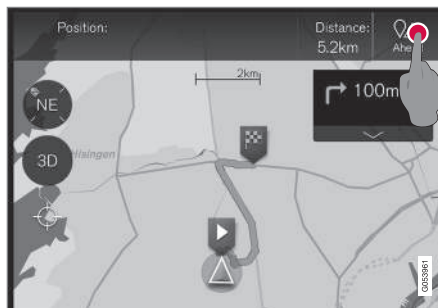 Position:
Distance:
5.2km
2km
NE
100m
3D
Hisingen
G053961